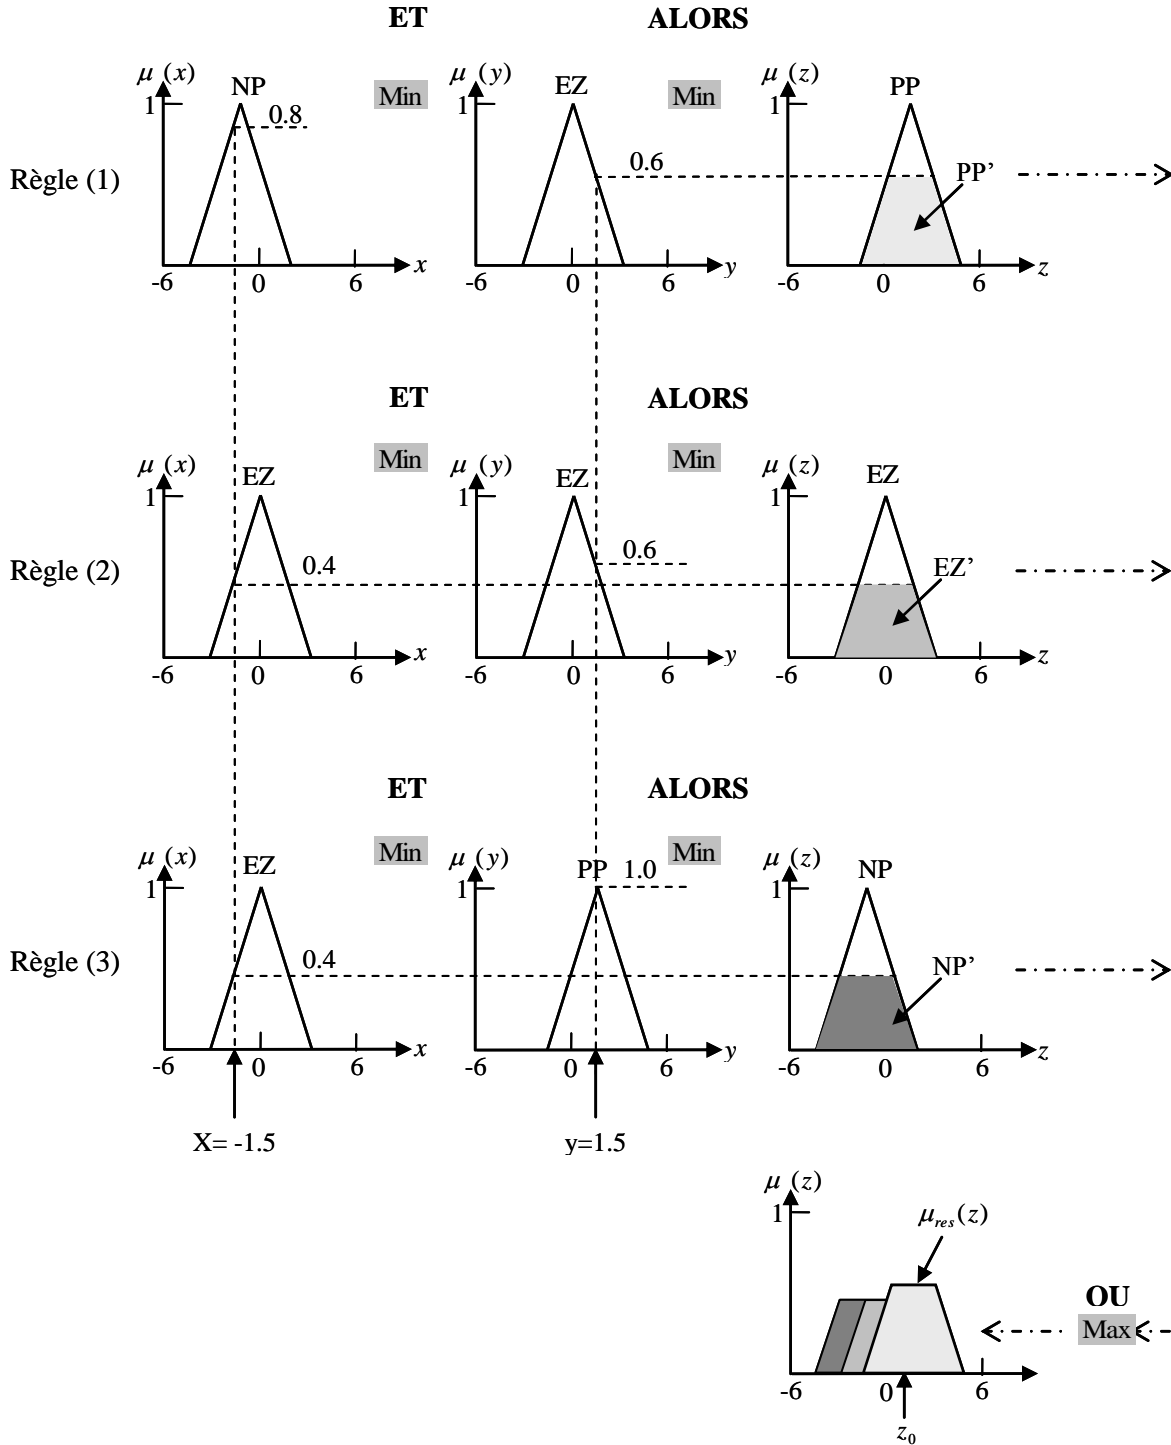 ET ALORS
μ (x) NP μ (y) EZ μ (z) PP
Min Min
1 0.8 1 1
Règle (1) 0.6 PP’
-6 0 6 x -6 0 6 y -6 0 6 z
ET ALORS
Min Min
μ (x) EZ μ (y) EZ μ (z) EZ
1 1 1
Règle (2) 0.4 0.6 EZ’
-6 0 6 x -6 0 6 y -6 0 6 z
ET ALORS
Min Min
μ (x) EZ μ (y) PP 1.0 μ (z) NP
1 1 1
Règle (3) 0.4 NP’
-6 0 6 x -6 0 6 y -6 0 6 z
X= -1.5 y=1.5
μ (z)
1 μres(z)
OU
Max
-6 0 6
z0